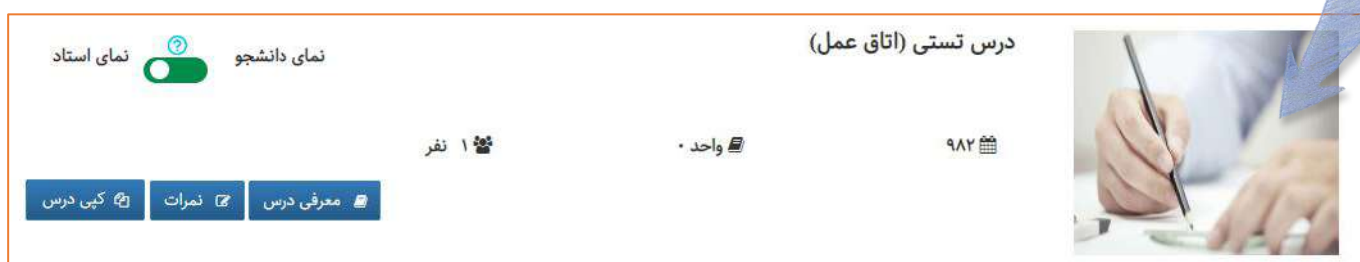 درس تستی (اتاق عمل)
نمای دانشجو ? نمای استاد
۹۸۲ واحد ۰ ۱ نفر
معرفی درس نمرات کپی درس